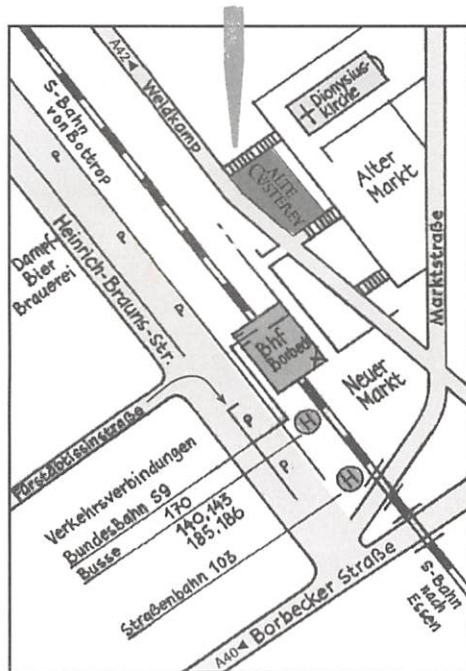 A42
Weidkamp
S-Bahn
von Bottrop
Dionysius-
kirche
ALTE
CÜSTEREY
Alter
Markt
Marktstraße
P
P
P
P
P
Heinrich-Brauns-Str.
Dampf-
Bier
Brauerei
Bhf
Borbeck
Neuer
Markt
Fürstäbtissinstraße
H
H
Verkehrsverbindungen
Bundesbahn S9
Busse 170
140.143
185.186
Straßenbahn 103
A40
Borbecker Straße
S-Bahn
nach
Essen